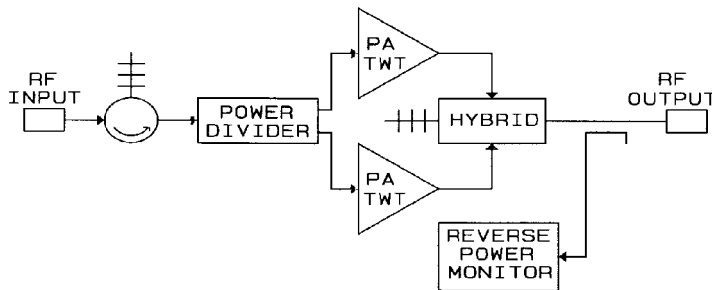 RF
INPUT
POWER
DIVIDER
PA
TWT
PA
TWT
HYBRID
RF
OUTPUT
REVERSE
POWER
MONITOR